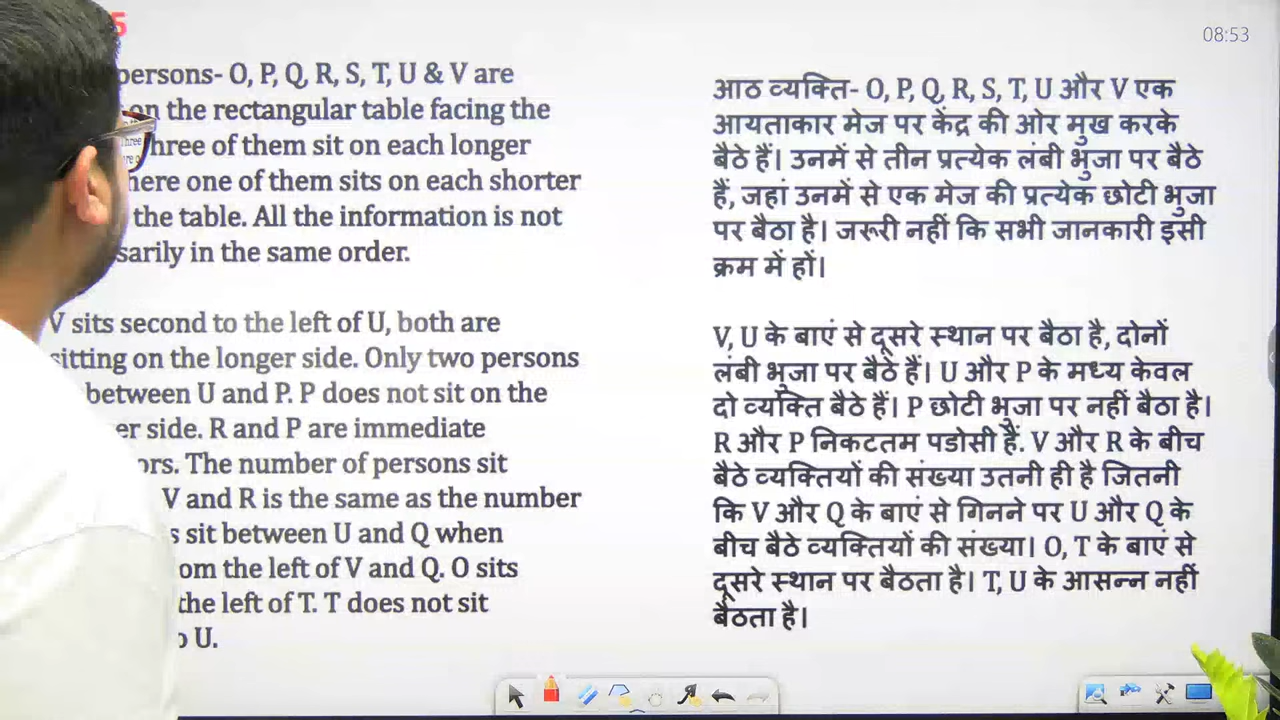 5
08:53
persons- O, P, Q, R, S, T, U & V are
on the rectangular table facing the
hree of them sit on each longer
here one of them sits on each shorter
the table. All the information is not
sarily in the same order.
V sits second to the left of U, both are
sitting on the longer side. Only two persons
between U and P. P does not sit on the
er side. R and P are immediate
ors. The number of persons sit
V and R is the same as the number
s sit between U and Q when
om the left of V and Q. O sits
the left of T. T does not sit
o U.
आठ व्यक्ति- O, P, Q, R, S, T, U और V एक
आयताकार मेज पर केंद्र की ओर मुख करके
बैठे हैं। उनमें से तीन प्रत्येक लंबी भुजा पर बैठे
हैं, जहां उनमें से एक मेज की प्रत्येक छोटी भुजा
पर बैठा है। जरूरी नहीं कि सभी जानकारी इसी
क्रम में हों।
V, U के बाएं से दूसरे स्थान पर बैठा है, दोनों
लंबी भुजा पर बैठे हैं। U और P के मध्य केवल
दो व्यक्ति बैठे हैं। P छोटी भुजा पर नहीं बैठा है।
R और P निकटतम पडोसी हैं. V और R के बीच
बैठे व्यक्तियों की संख्या उतनी ही है जितनी
कि V और Q के बाएं से गिनने पर U और Q के
बीच बैठे व्यक्तियों की संख्या। O, T के बाएं से
दूसरे स्थान पर बैठता है। T, U के आसन्न नहीं
बैठता है।